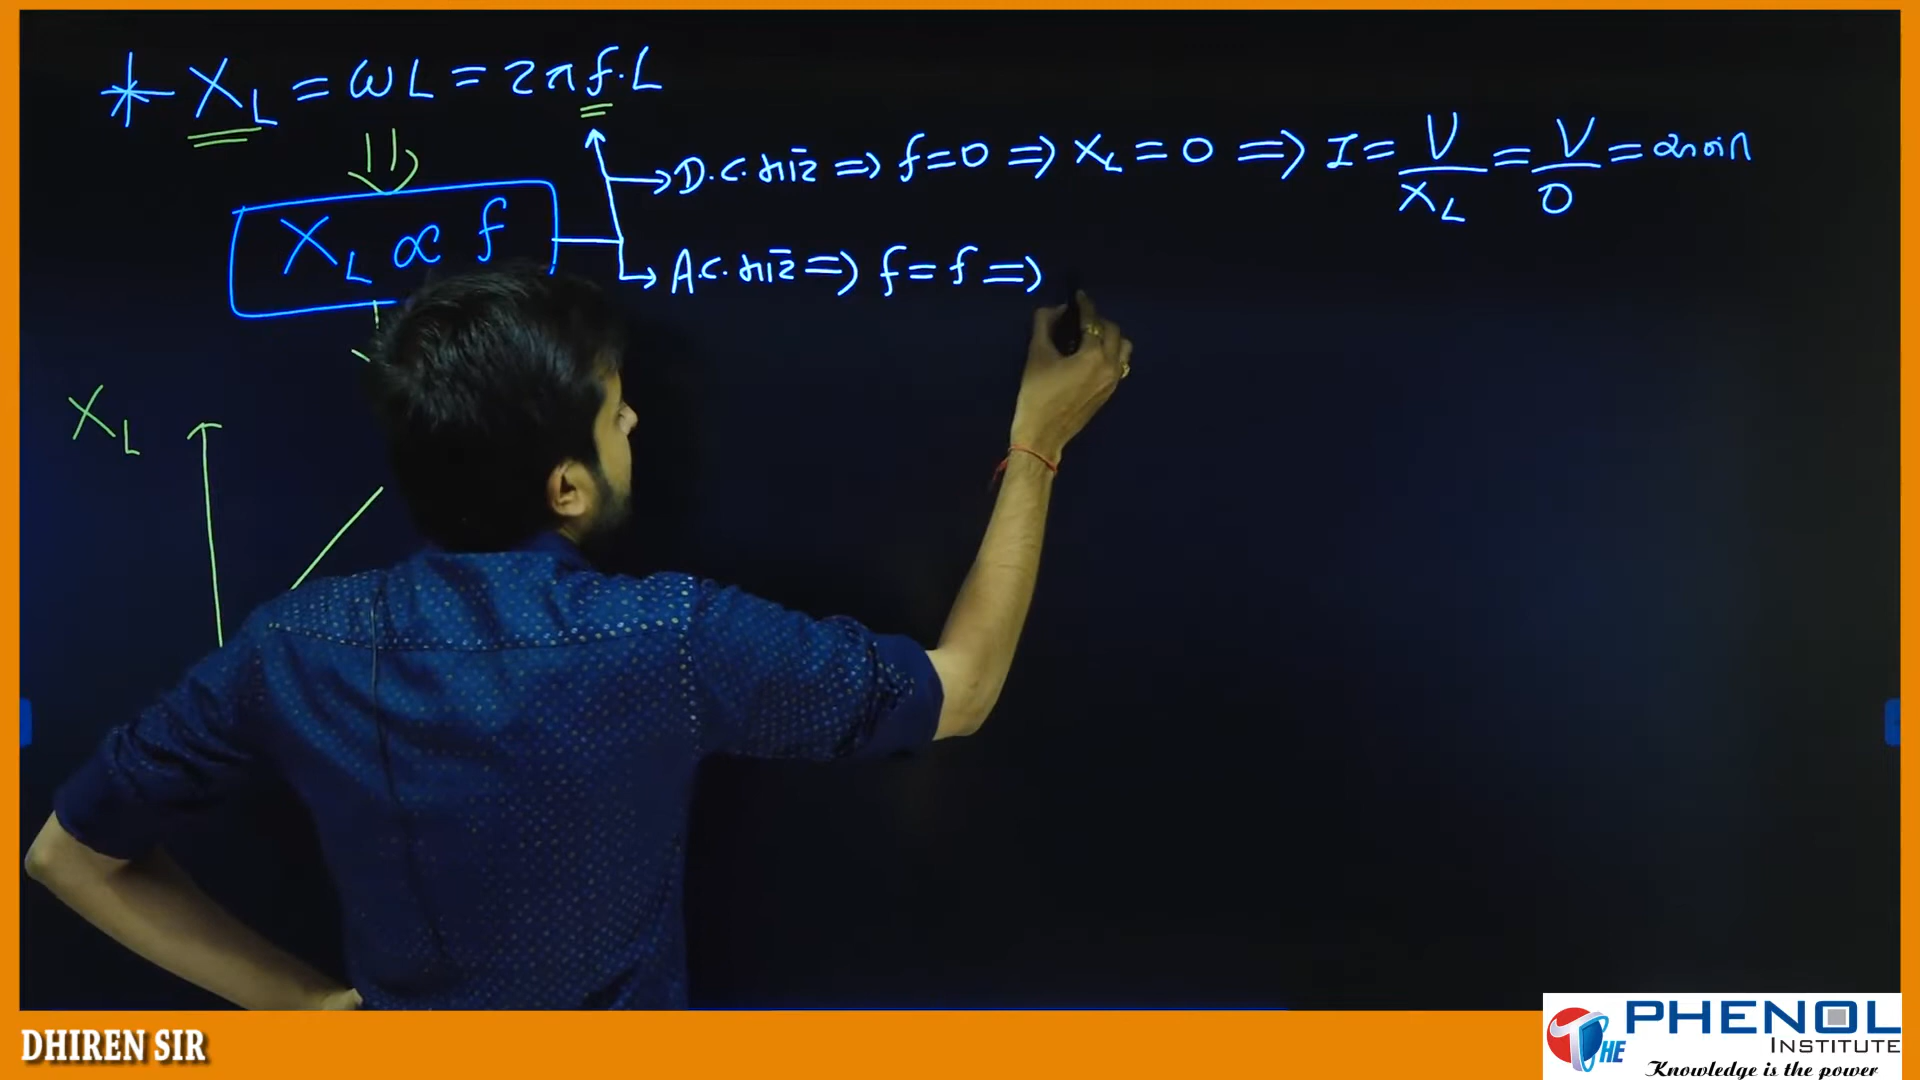 * X_L = ωL = 2πf.L
D.C. માટે ⇒ f=0 ⇒ X_L = 0 ⇒ I = V/X_L = V/0 = અનંત
X_L ∝ f
A.C. માટે ⇒ f = f ⇒
X_L
DHIREN SIR
THE PHENOL
INSTITUTE
Knowledge is the power